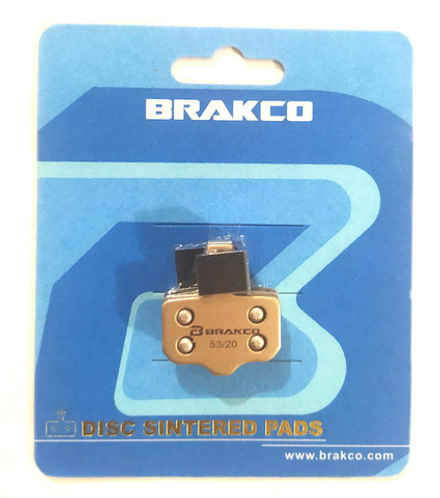 BRAKCO
BRAKCO
53/20
DISC SINTERED PADS
www.brakco.com